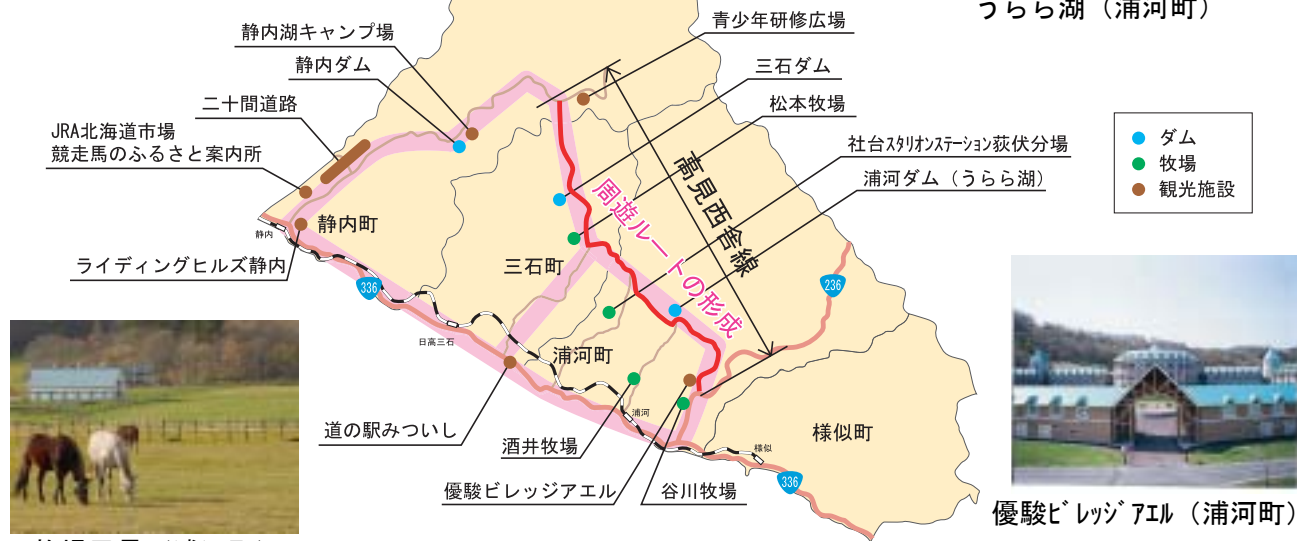 うらら湖（浦河町）
青少年研修広場
静内湖キャンプ場
静内ダム
三石ダム
二十間道路
松本牧場
JRA北海道市場
競走馬のふるさと案内所
社台スタリオンステーション荻伏分場
浦河ダム（うらら湖）
ダム
牧場
観光施設
高見西舎線
周遊ルートの形成
静内
静内町
ライディングヒルズ静内
三石町
336
236
日高三石
浦河町
浦河
道の駅みついし
酒井牧場
様似町
様似
336
優駿ビレッジアエル
谷川牧場
優駿ビレッジアエル（浦河町）